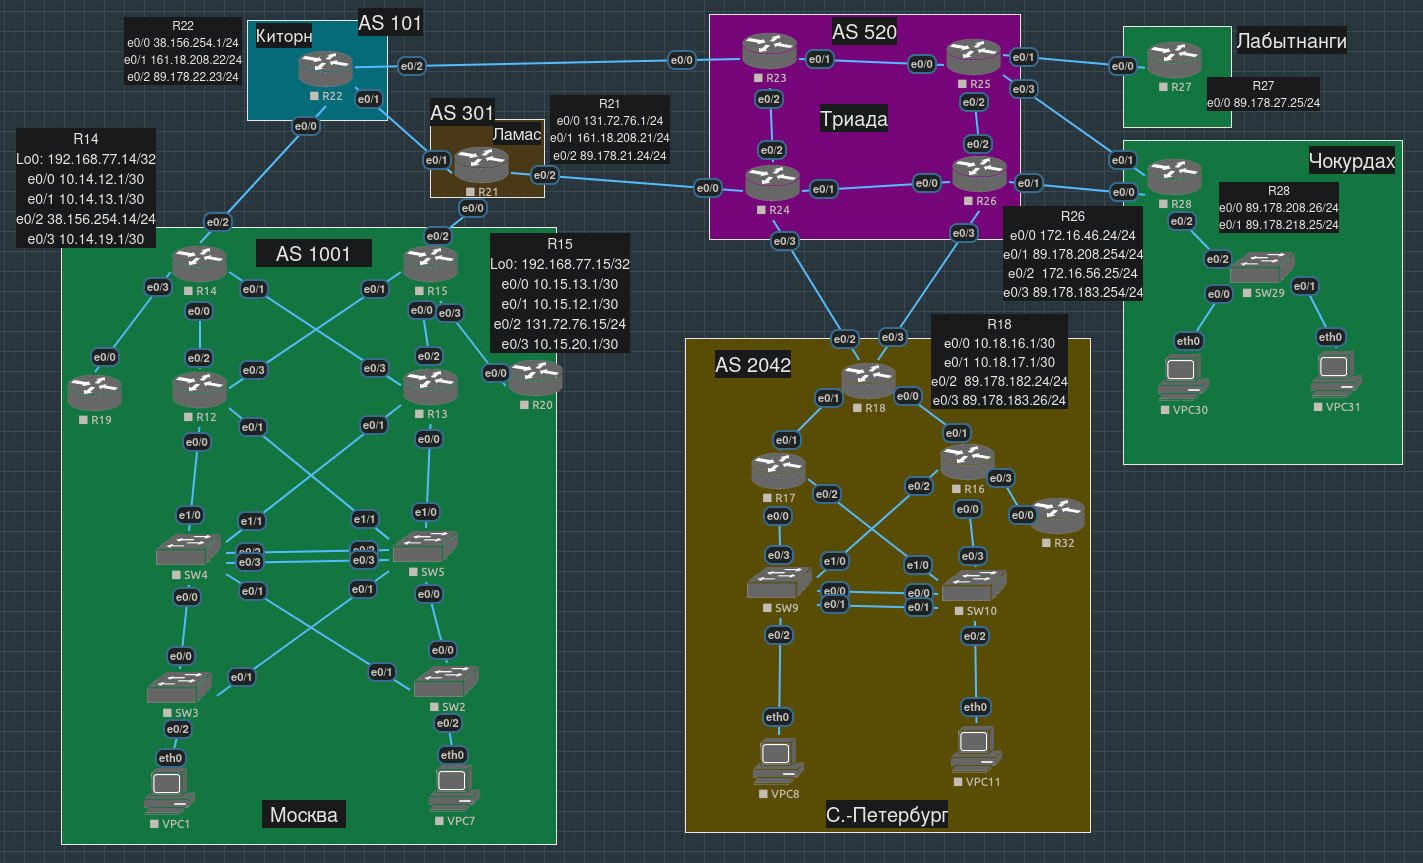 R22
e0/0 38.156.254.1/24
e0/1 161.18.208.22/24
e0/2 89.178.22.23/24
AS 101
Киторн
R22
e0/2
e0/1
e0/0
AS 301
Ламас
R21
e0/1
e0/2
e0/0
R21
e0/0 131.72.76.1/24
e0/1 161.18.208.21/24
e0/2 89.178.21.24/24
AS 520
Триада
e0/0
R23
e0/1
e0/2
e0/0
R25
e0/1
e0/3
e0/2
e0/2
e0/0
R24
e0/1
e0/3
e0/2
e0/0
R26
e0/1
e0/3
Лабытнанги
e0/0
R27
R27
e0/0 89.178.27.25/24
Чокурдах
e0/1
e0/0
R28
e0/2
R28
e0/0 89.178.208.26/24
e0/1 89.178.218.25/24
e0/2
SW29
e0/0
e0/1
eth0
eth0
VPC30
VPC31
R26
e0/0 172.16.46.24/24
e0/1 89.178.208.254/24
e0/2 172.16.56.25/24
e0/3 89.178.183.254/24
R14
Lo0: 192.168.77.14/32
e0/0 10.14.12.1/30
e0/1 10.14.13.1/30
e0/2 38.156.254.14/24
e0/3 10.14.19.1/30
AS 1001
e0/2
R14
e0/3
e0/1
e0/0
e0/2
R15
e0/1
e0/0
e0/3
R15
Lo0: 192.168.77.15/32
e0/0 10.15.13.1/30
e0/1 10.15.12.1/30
e0/2 131.72.76.15/24
e0/3 10.15.20.1/30
e0/0
R19
e0/2
e0/3
R12
e0/1
e0/0
e0/2
e0/3
R13
e0/1
e0/0
e0/0
R20
e1/0
e1/1
e1/1
e1/0
e0/2
e0/2
e0/3
e0/3
SW4
SW5
e0/0
e0/1
e0/1
e0/0
e0/0
e0/1
e0/1
e0/0
SW3
SW2
e0/2
e0/2
eth0
eth0
VPC1
VPC7
Москва
AS 2042
e0/2
e0/3
R18
e0/1
e0/0
R18
e0/0 10.18.16.1/30
e0/1 10.18.17.1/30
e0/2 89.178.182.24/24
e0/3 89.178.183.26/24
e0/1
R17
e0/2
e0/0
e0/1
R16
e0/2
e0/3
e0/0
e0/0
R32
e0/3
e1/0
e1/0
e0/3
e0/0
e0/0
e0/1
e0/1
SW9
SW10
e0/2
e0/2
eth0
eth0
VPC8
VPC11
С.-Петербург